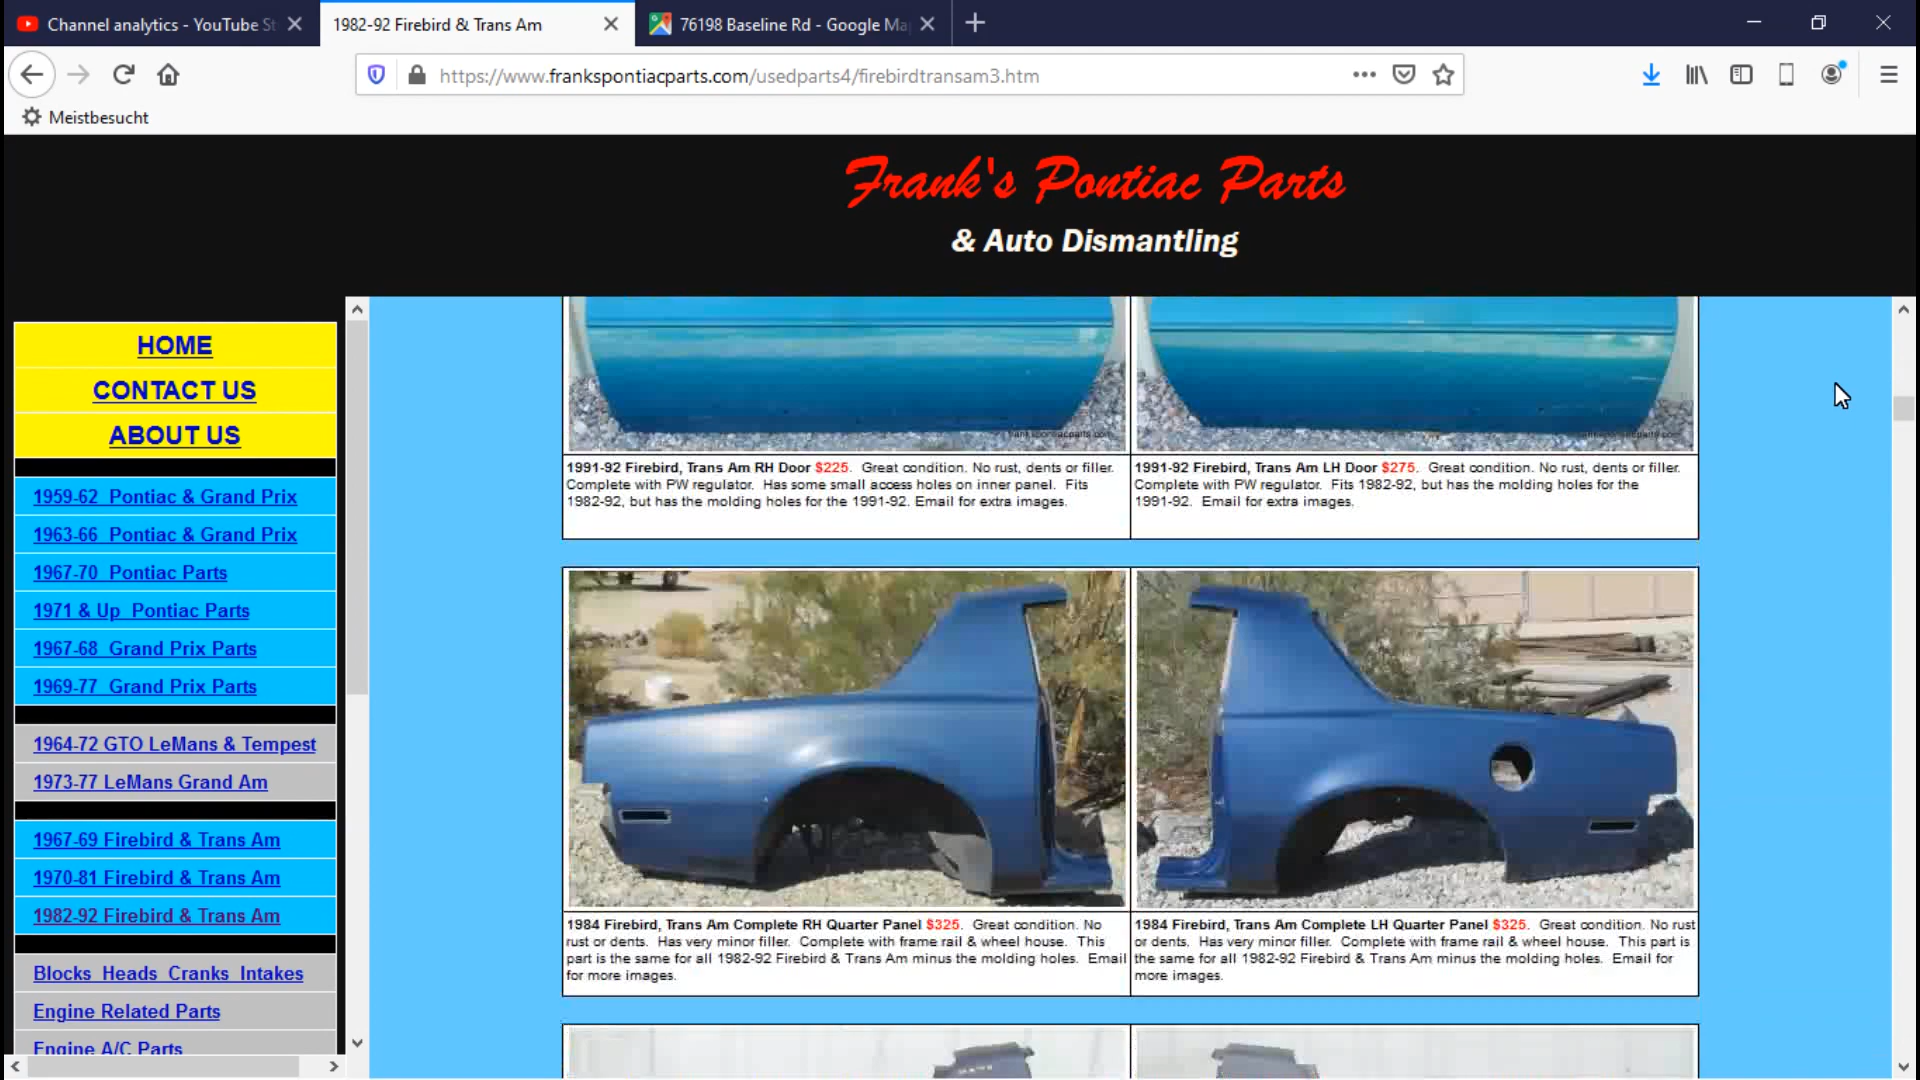 Channel analytics - YouTube St
1982-92 Firebird & Trans Am
76198 Baseline Rd - Google Ma
https://www.frankspontiacparts.com/usedparts4/firebirdtransam3.htm
Meistbesucht
Frank's Pontiac Parts
& Auto Dismantling
HOME
CONTACT US
ABOUT US
1959-62 Pontiac & Grand Prix
1963-66 Pontiac & Grand Prix
1967-70 Pontiac Parts
1971 & Up Pontiac Parts
1967-68 Grand Prix Parts
1969-77 Grand Prix Parts
1964-72 GTO LeMans & Tempest
1973-77 LeMans Grand Am
1967-69 Firebird & Trans Am
1970-81 Firebird & Trans Am
1982-92 Firebird & Trans Am
Blocks Heads Cranks Intakes
Engine Related Parts
Engine A/C Parts
frankspontiacparts.com
frankspontiacparts.com
1991-92 Firebird, Trans Am RH Door $225. Great condition. No rust, dents or filler.
Complete with PW regulator. Has some small access holes on inner panel. Fits
1982-92, but has the molding holes for the 1991-92. Email for extra images.
1991-92 Firebird, Trans Am LH Door $275. Great condition. No rust, dents or filler.
Complete with PW regulator. Fits 1982-92, but has the molding holes for the
1991-92. Email for extra images.
1984 Firebird, Trans Am Complete RH Quarter Panel $325. Great condition. No
rust or dents. Has very minor filler. Complete with frame rail & wheel house. This
part is the same for all 1982-92 Firebird & Trans Am minus the molding holes. Email
for more images.
1984 Firebird, Trans Am Complete LH Quarter Panel $325. Great condition. No rust
or dents. Has very minor filler. Complete with frame rail & wheel house. This part is
the same for all 1982-92 Firebird & Trans Am minus the molding holes. Email for
more images.